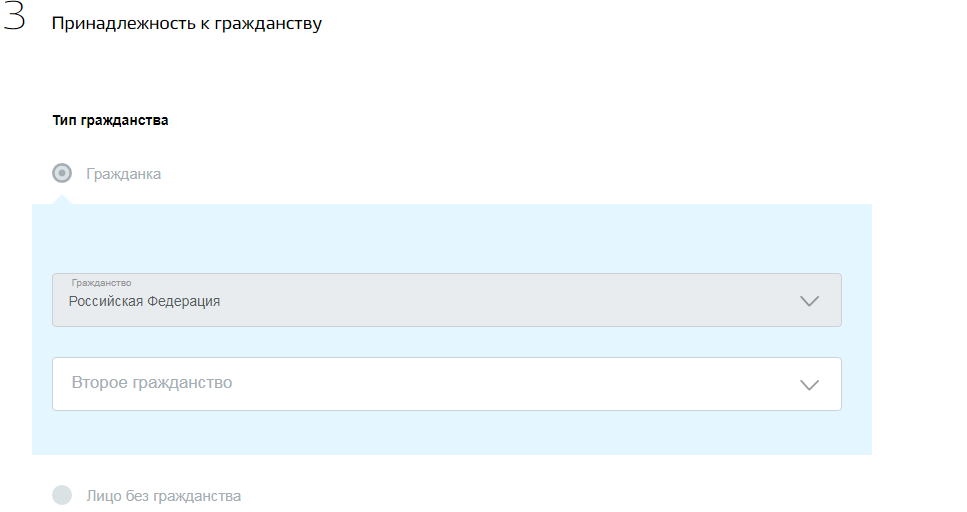 3
Принадлежность к гражданству
Тип гражданства
Гражданка
Гражданство
Российская Федерация
Второе гражданство
Лицо без гражданства